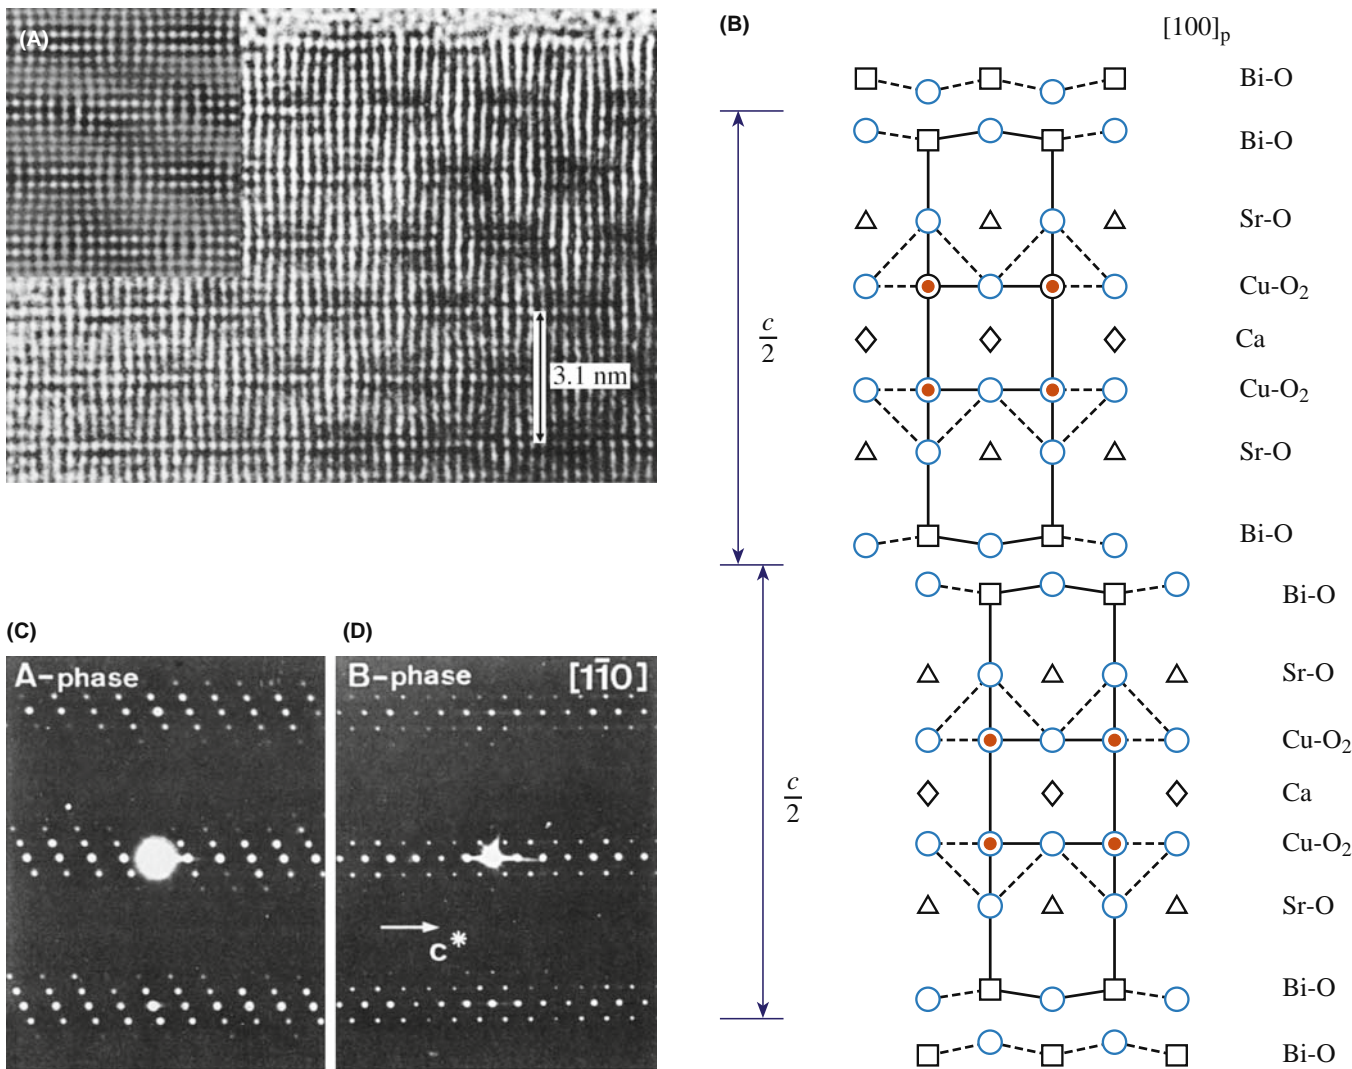 (A)
3.1 nm
(B)
[100]p
Bi-O
Bi-O
Sr-O
Cu-O2
Ca
Cu-O2
Sr-O
Bi-O
c
2
Bi-O
Sr-O
Cu-O2
Ca
Cu-O2
Sr-O
Bi-O
Bi-O
c
2
(C)
A-phase
(D)
B-phase [11̄0]
c*